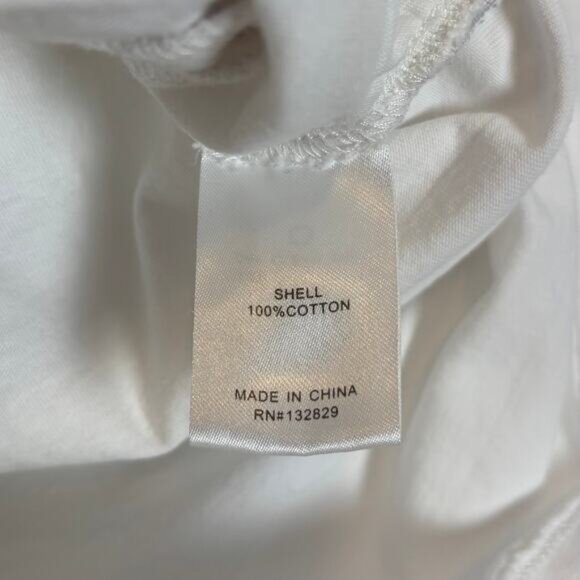 SHELL
100%COTTON
MADE IN CHINA
RN#132829